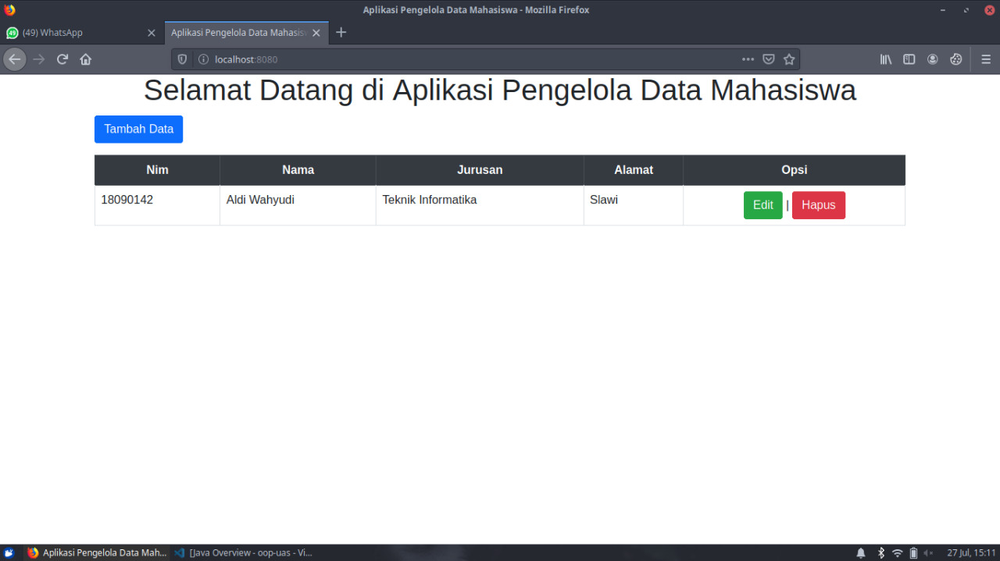 Aplikasi Pengelola Data Mahasiswa - Mozilla Firefox
49 (49) WhatsApp
Aplikasi Pengelola Data Mahasis
localhost:8080
Selamat Datang di Aplikasi Pengelola Data Mahasiswa
Tambah Data
Nim Nama Jurusan Alamat Opsi
18090142 Aldi Wahyudi Teknik Informatika Slawi Edit | Hapus
Aplikasi Pengelola Data Mah... [Java Overview - oop-uas - Vi... 27 Jul, 15:11